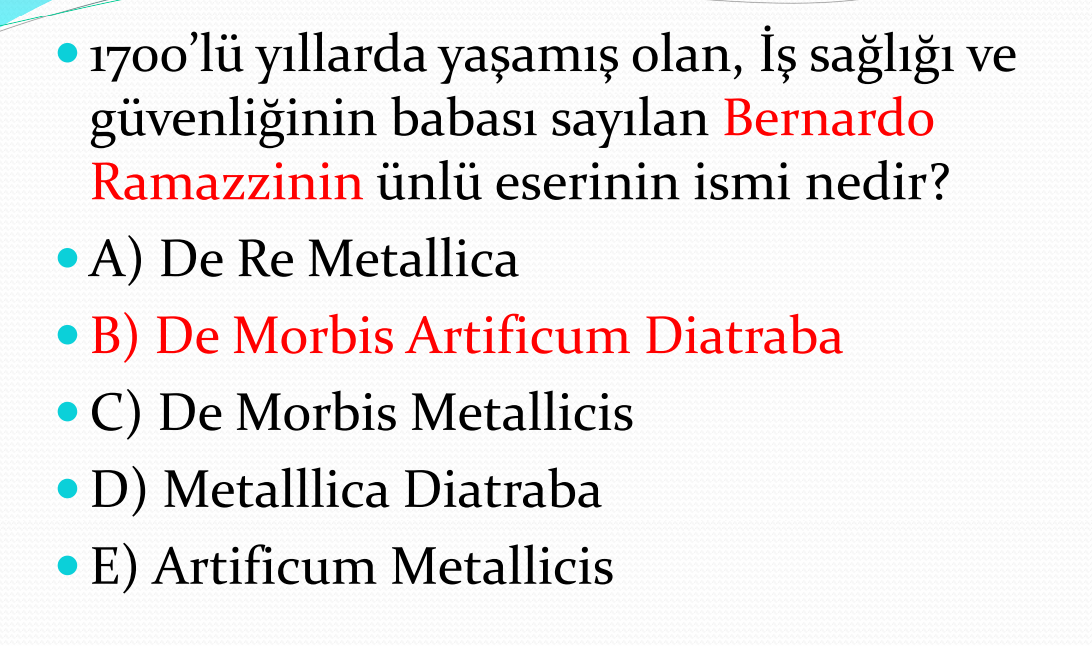 1700’lü yıllarda yaşamış olan, İş sağlığı ve
güvenliğinin babası sayılan Bernardo
Ramazzinin ünlü eserinin ismi nedir?
A) De Re Metallica
B) De Morbis Artificum Diatraba
C) De Morbis Metallicis
D) Metalllica Diatraba
E) Artificum Metallicis